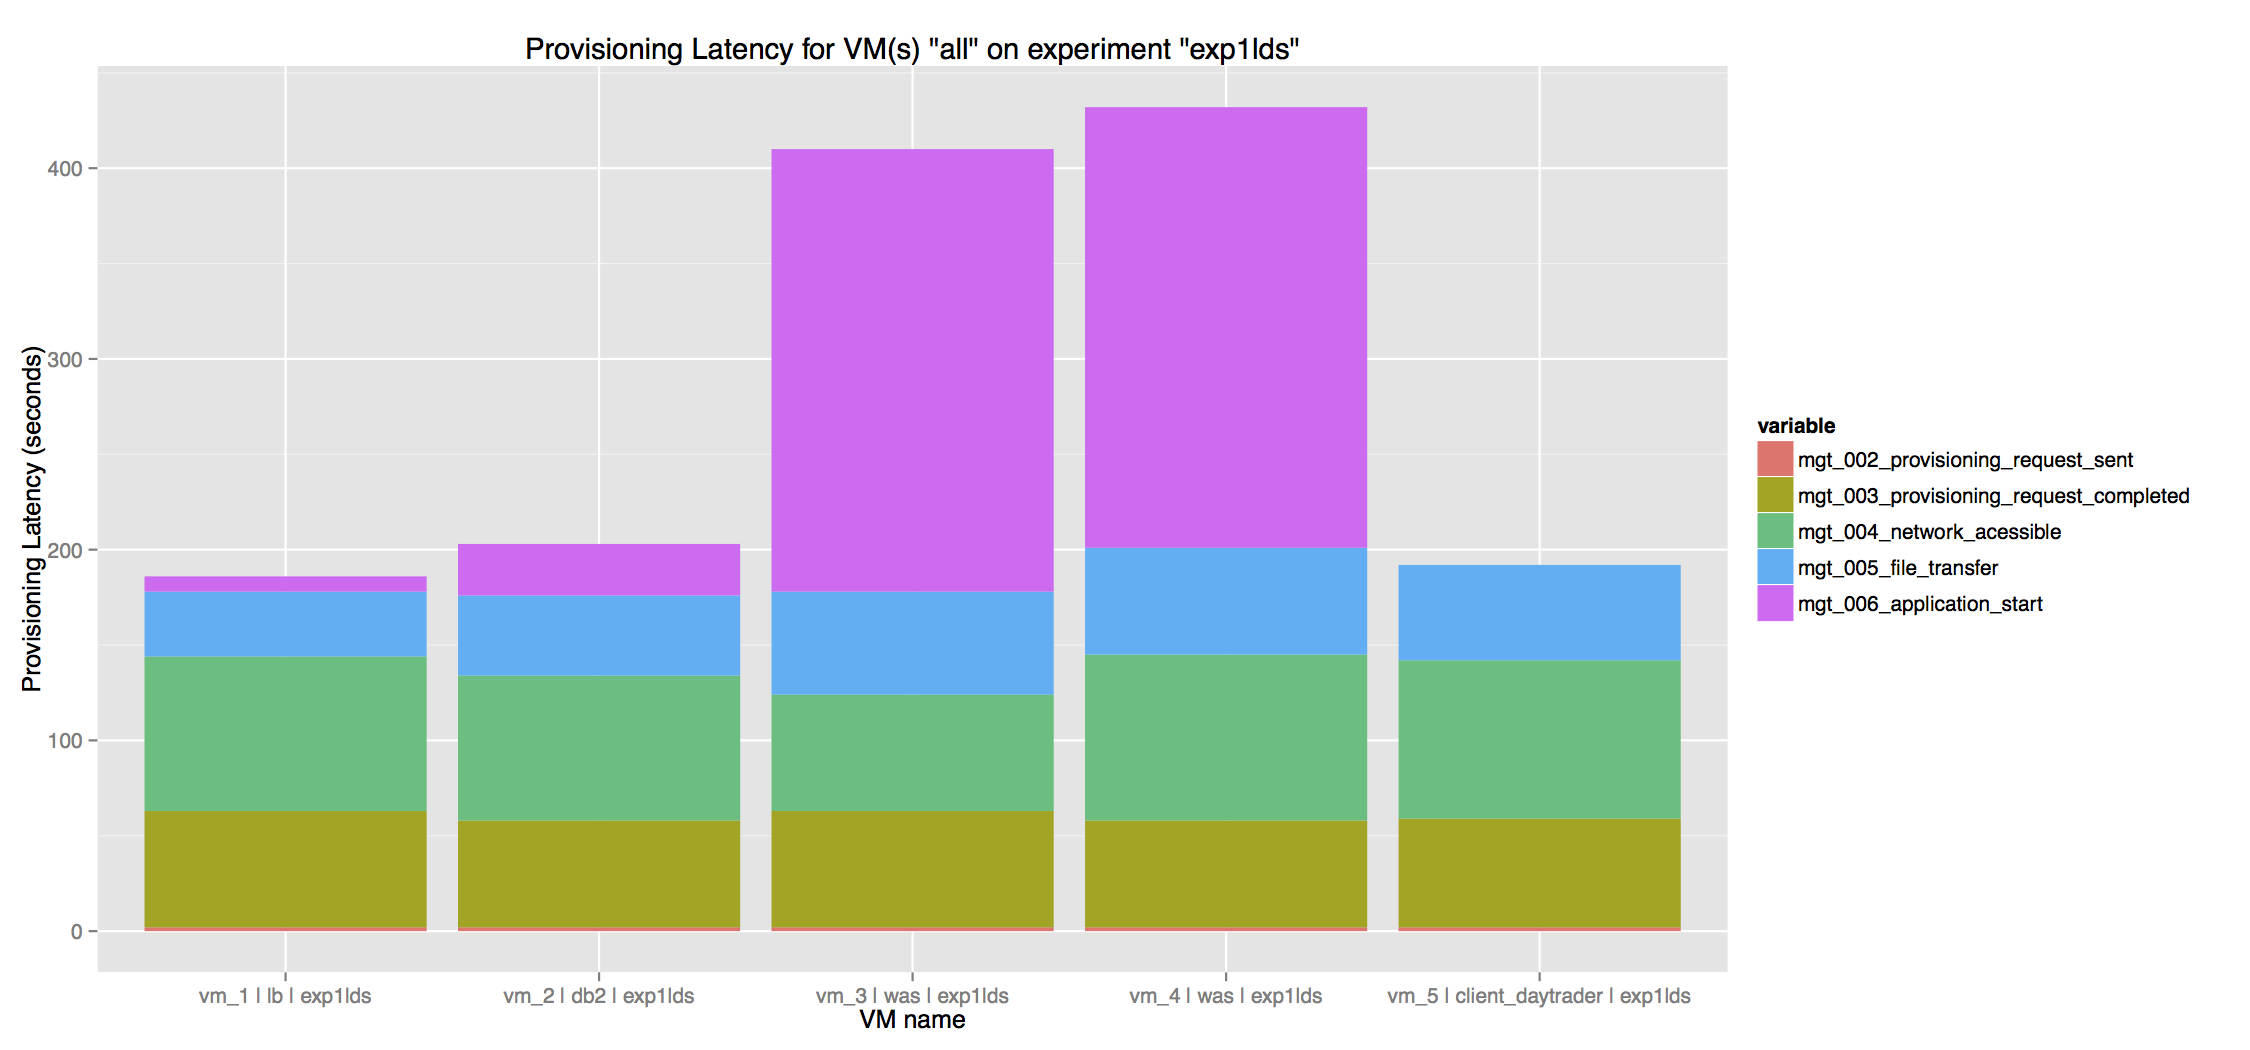 Provisioning Latency for VM(s) "all" on experiment "exp1lds"
Provisioning Latency (seconds)
400
300
200
100
0
vm_1 | lb | exp1lds
vm_2 | db2 | exp1lds
vm_3 | was | exp1lds
vm_4 | was | exp1lds
vm_5 | client_daytrader | exp1lds
VM name
variable
mgt_002_provisioning_request_sent
mgt_003_provisioning_request_completed
mgt_004_network_acessible
mgt_005_file_transfer
mgt_006_application_start